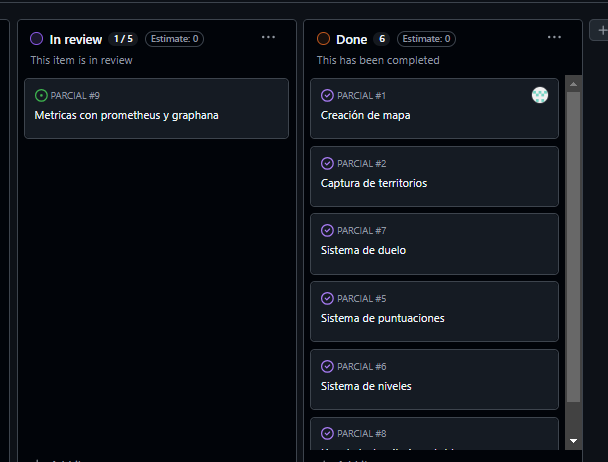 In review 1 / 5 Estimate: 0 ...
This item is in review
PARCIAL #9
Metricas con prometheus y graphana
Done 6 Estimate: 0 ...
This has been completed
PARCIAL #1
Creación de mapa
PARCIAL #2
Captura de territorios
PARCIAL #7
Sistema de duelo
PARCIAL #5
Sistema de puntuaciones
PARCIAL #6
Sistema de niveles
PARCIAL #8